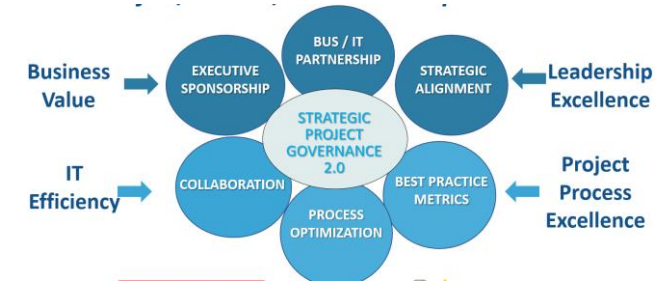 Business
Value
EXECUTIVE
SPONSORSHIP
BUS / IT
PARTNERSHIP
STRATEGIC
ALIGNMENT
Leadership
Excellence
STRATEGIC
PROJECT
GOVERNANCE
2.0
IT
Efficiency
COLLABORATION
PROCESS
OPTIMIZATION
BEST PRACTICE
METRICS
Project
Process
Excellence